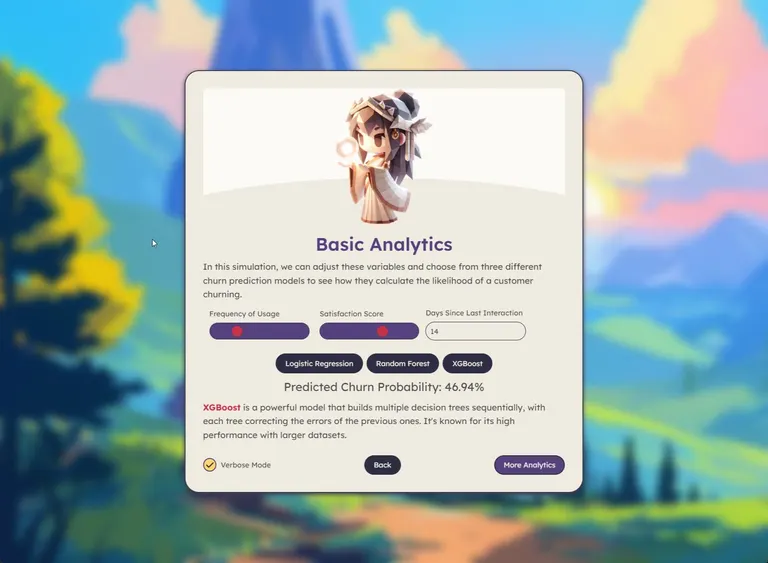 Basic Analytics
In this simulation, we can adjust these variables and choose from three different
churn prediction models to see how they calculate the likelihood of a customer
churning.
Frequency of Usage
Satisfaction Score
Days Since Last Interaction
14
Logistic Regression
Random Forest
XGBoost
Predicted Churn Probability: 46.94%
XGBoost is a powerful model that builds multiple decision trees sequentially, with
each tree correcting the errors of the previous ones. It's known for its high
performance with larger datasets.
Verbose Mode
Back
More Analytics